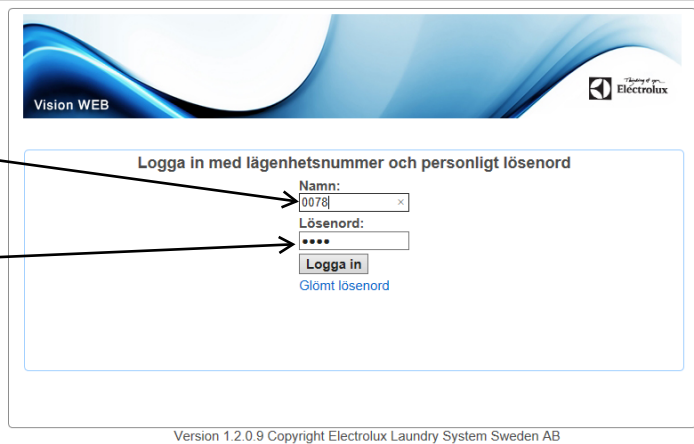 Thinking of you
Electrolux
Vision WEB
Logga in med lägenhetsnummer och personligt lösenord
Namn:
0078
×
Lösenord:
••••
Logga in
Glömt lösenord
Version 1.2.0.9 Copyright Electrolux Laundry System Sweden AB